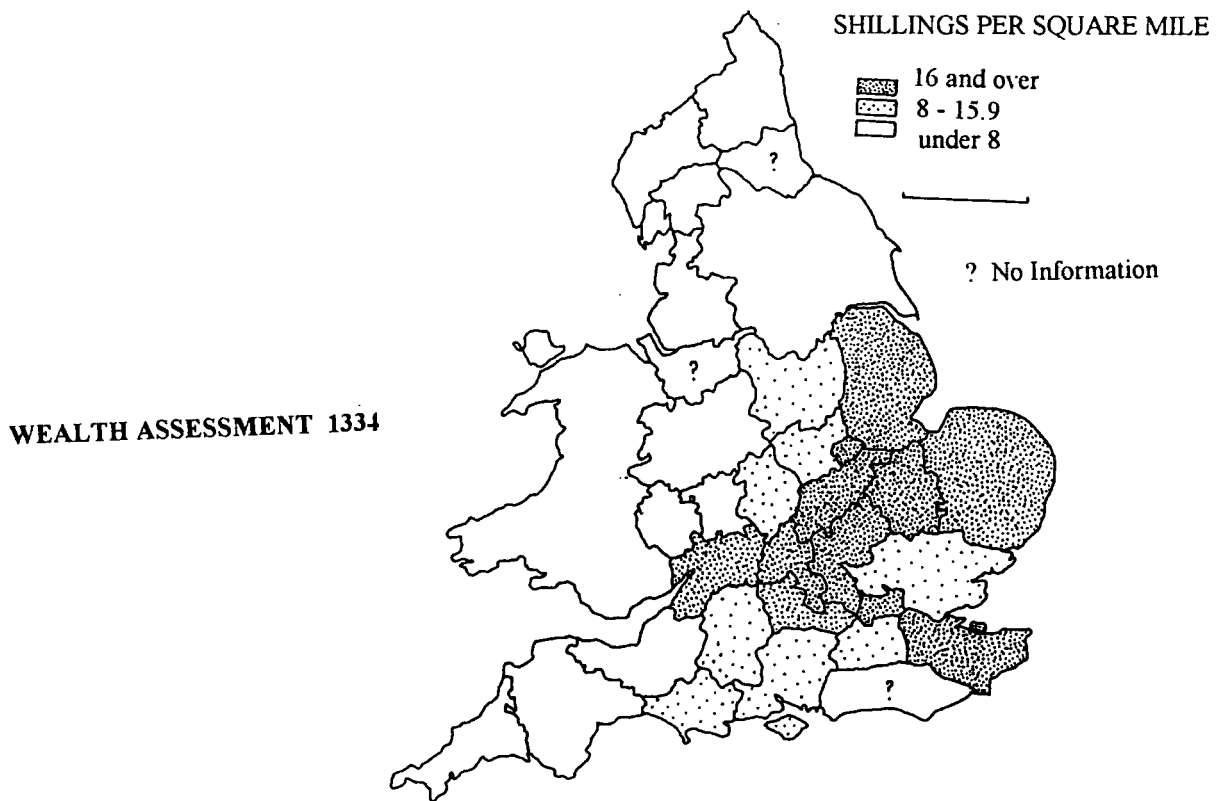 SHILLINGS PER SQUARE MILE
16 and over
8 - 15.9
under 8
?
? No Information
?
WEALTH ASSESSMENT 1334
?